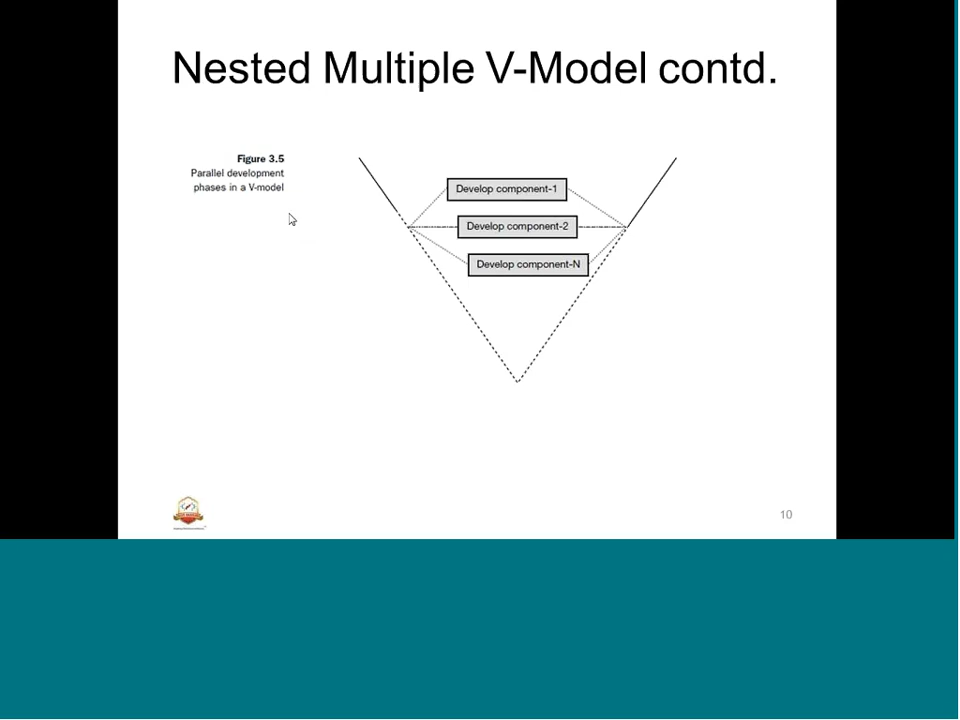 Nested Multiple V-Model contd.
Figure 3.5
Parallel development
phases in a V-model
Develop component-1
Develop component-2
Develop component-N
10